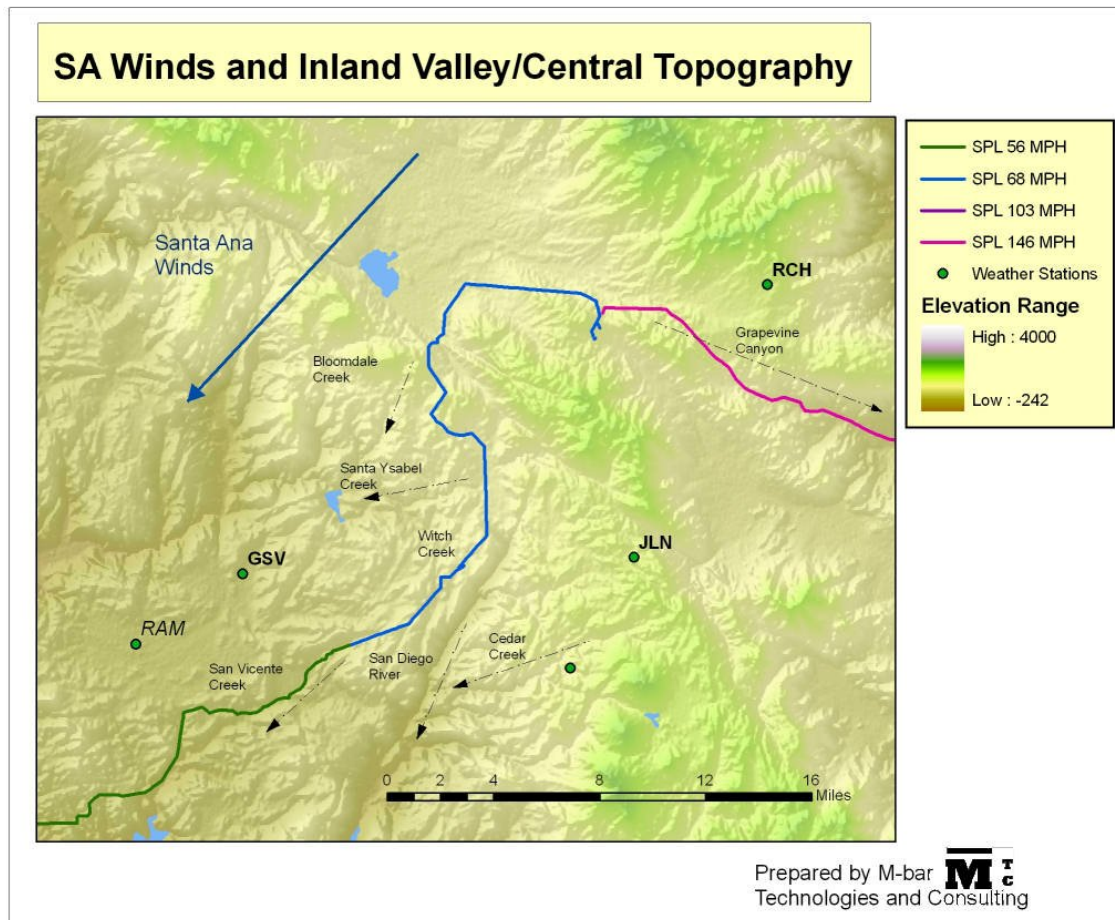 SA Winds and Inland Valley/Central Topography
Santa Ana
Winds
Bloomdale
Creek
Santa Ysabel
Creek
Witch
Creek
GSV
RAM
San Vicente
Creek
San Diego
River
Cedar
Creek
JLN
RCH
Grapevine
Canyon
0 2 4 8 12 16
Miles
SPL 56 MPH
SPL 68 MPH
SPL 103 MPH
SPL 146 MPH
Weather Stations
Elevation Range
High : 4000
Low : -242
Prepared by M-bar
Technologies and Consulting
M T
C